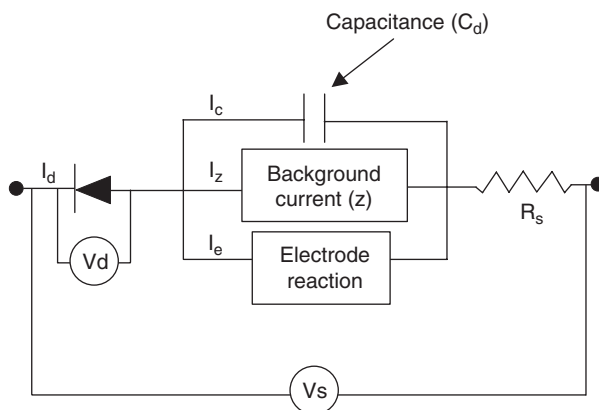 Capacitance (C_d)
I_c
I_d
I_z
Background
current (z)
R_s
I_e
Electrode
reaction
Vd
Vs